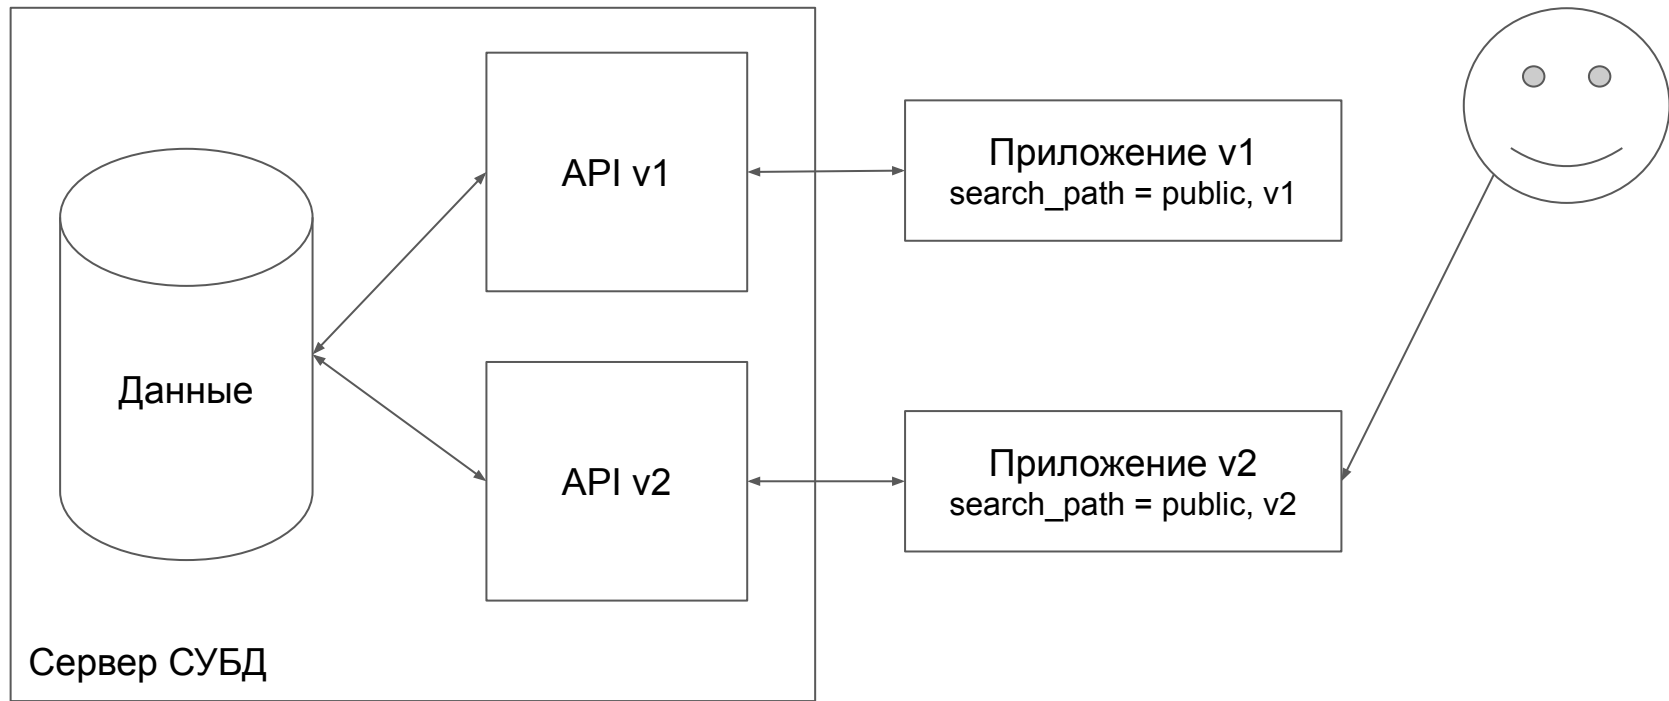 API v1
Приложение v1
search_path = public, v1
Данные
API v2
Приложение v2
search_path = public, v2
Сервер СУБД